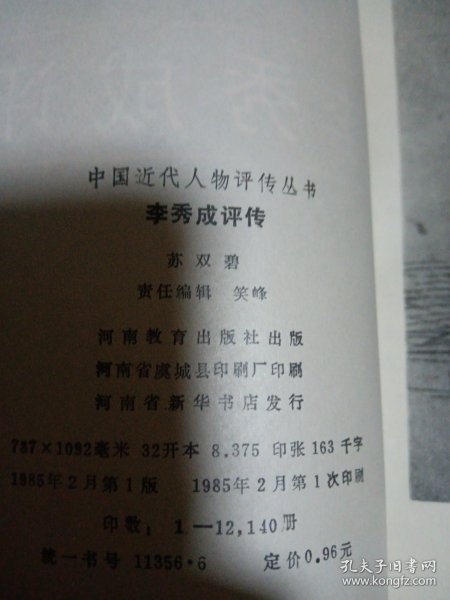 秀成评
中国近代人物评传丛书
李秀成评传
苏双碧
责任编辑 笑峰
河南教育出版社出版
河南省虞城县印刷厂印刷
河南省新华书店发行
787×1092毫米 32开本 8.375 印张 163 千字
1985年2月第1版 1985年2月第1次印刷
印数：1—12,140册
统一书号 11356·6 定价0.96元
孔夫子旧书网
www.kongfz.com